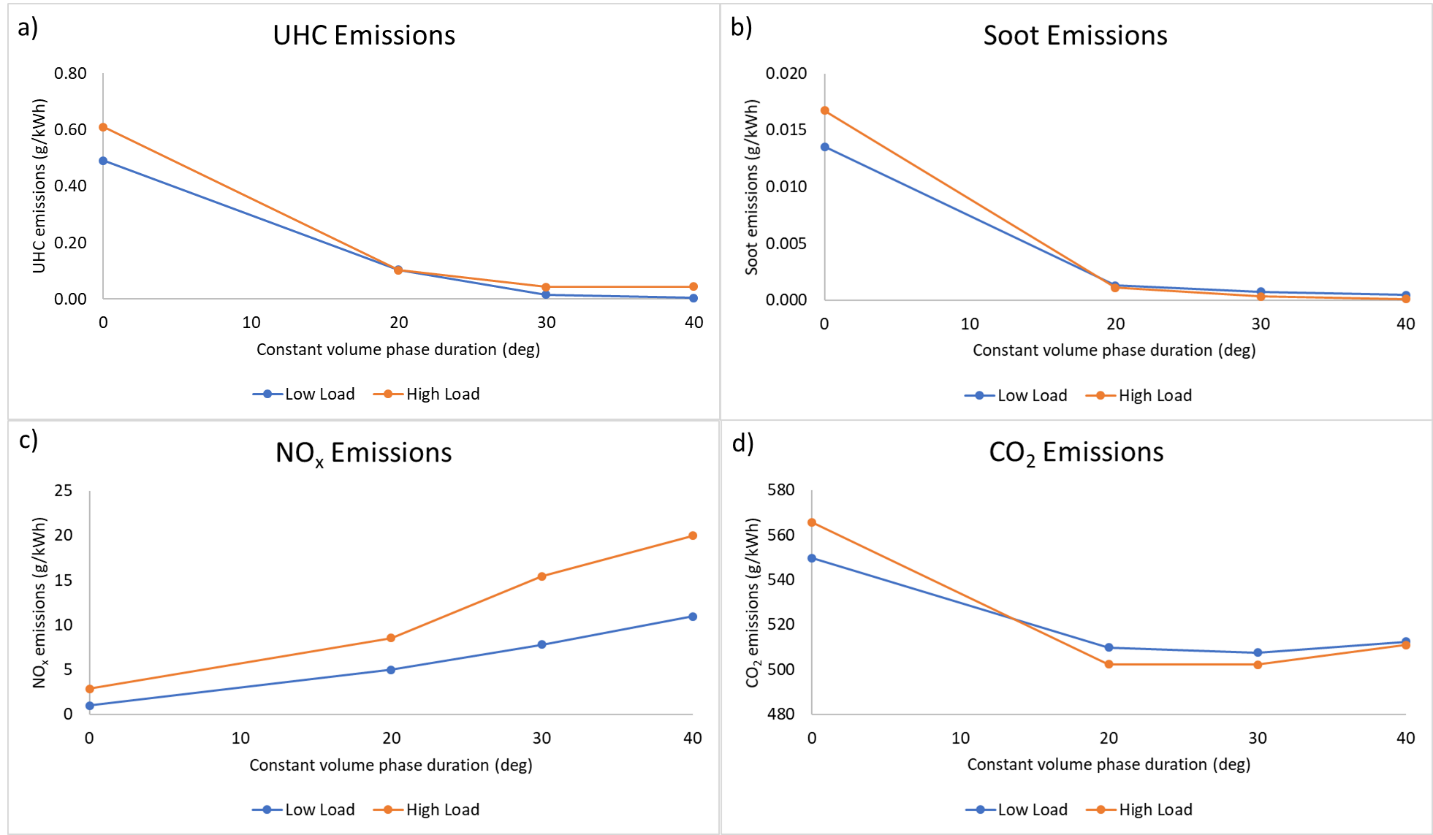 a)
UHC Emissions
UHC emissions (g/kWh)
0.80
0.60
0.40
0.20
0.00
0 10 20 30 40
Constant volume phase duration (deg)
Low Load High Load
b)
Soot Emissions
Soot emissions (g/kWh)
0.020
0.015
0.010
0.005
0.000
0 10 20 30 40
Constant volume phase duration (deg)
Low Load High Load
c)
NOx Emissions
NOx emissions (g/kWh)
25
20
15
10
5
0
0 10 20 30 40
Constant volume phase duration (deg)
Low Load High Load
d)
CO2 Emissions
CO2 emissions (g/kWh)
580
560
540
520
500
480
0 10 20 30 40
Constant volume phase duration (deg)
Low Load High Load